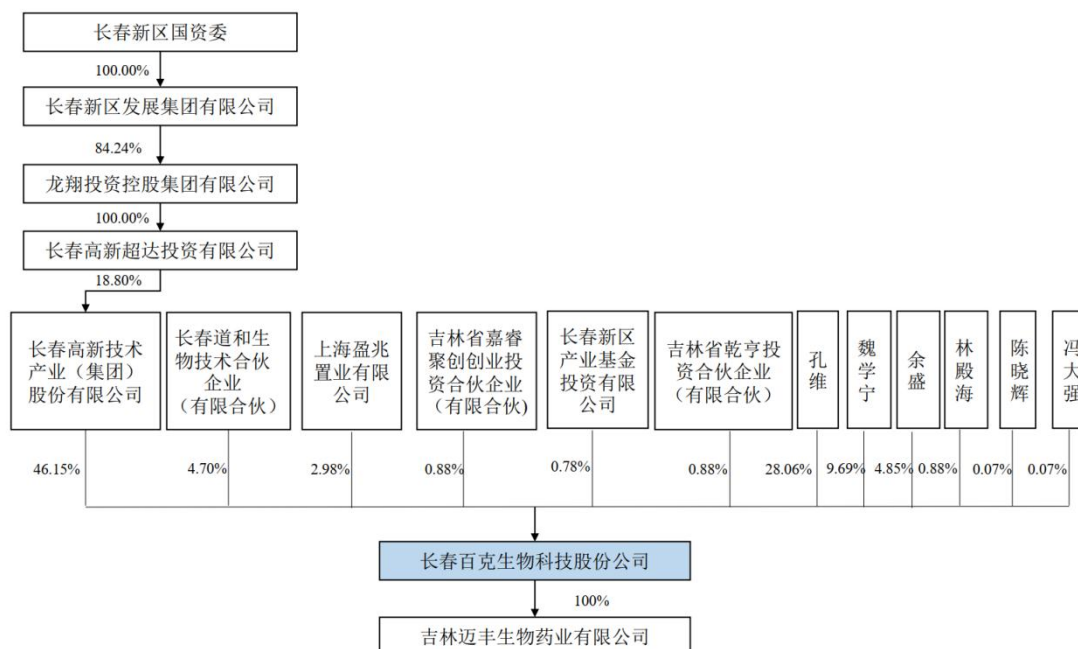 长春新区国资委
100.00%
长春新区发展集团有限公司
84.24%
龙翔投资控股集团有限公司
100.00%
长春高新超达投资有限公司
18.80%
长春高新技术
产业（集团）
股份有限公司
长春道和生
物技术合伙
企业
（有限合伙）
上海盈兆
置业有限
公司
吉林省嘉睿
聚创创业投
资合伙企业
（有限合伙)
长春新区
产业基金
投资有限
公司
吉林省乾亨投
资合伙企业
（有限合伙）
孔维
魏学宁
余盛
林殿海
陈晓辉
冯大强
46.15%
4.70%
2.98%
0.88%
0.78%
0.88%
28.06%
9.69%
4.85%
0.88%
0.07%
0.07%
长春百克生物科技股份公司
100%
吉林迈丰生物药业有限公司